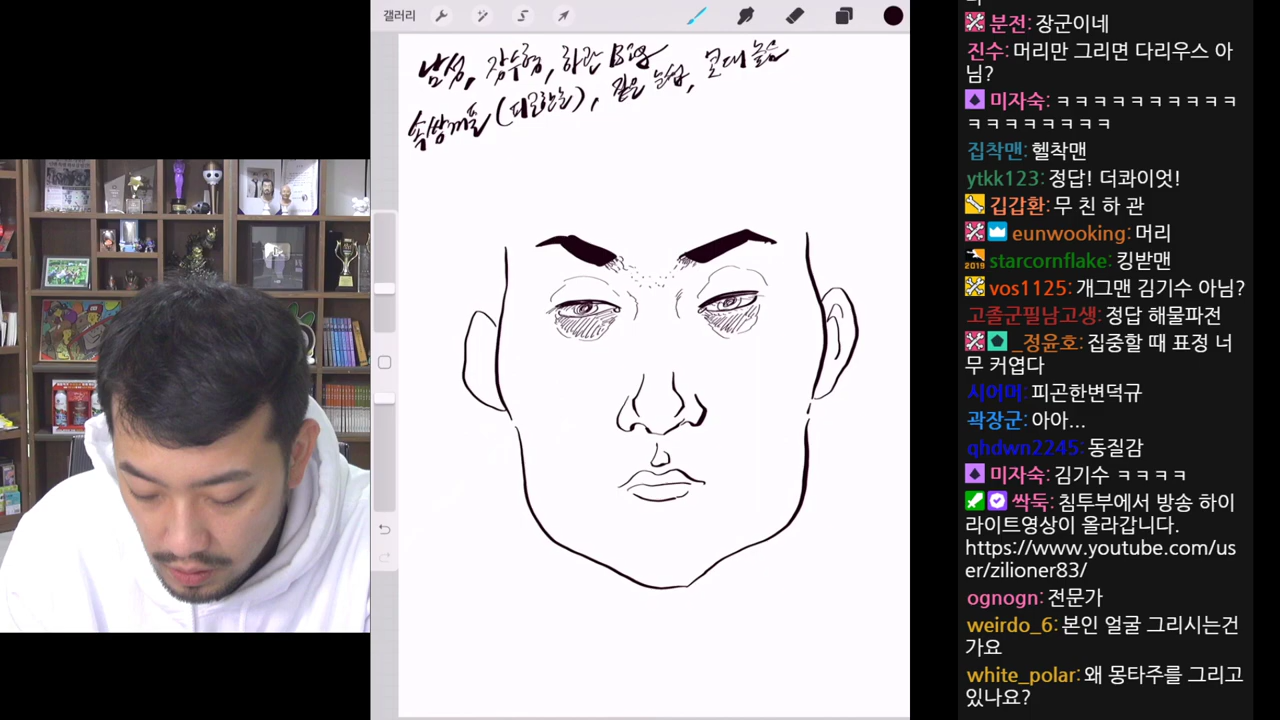 갤러리
남성, 장수형, 하관 Big
짙은 눈썹, 콧대 높음
속쌍꺼풀 (피곤한눈),
분전: 장군이네
진수: 머리만 그리면 다리우스 아
님?
미자숙: ㅋㅋㅋㅋㅋㅋㅋㅋㅋㅋ
ㅋㅋㅋㅋㅋㅋㅋㅋ
집착맨: 헬착맨
ytkk123: 정답! 더콰이엇!
김갑환: 무 친 하 관
eunwooking: 머리
starcornflake: 킹받맨
2019
vos1125: 개그맨 김기수 아님?
고졸군필남고생: 정답 해물파전
_정윤호: 집중할 때 표정 너
무 커엽다
시어머: 피곤한변덕규
곽장군: 아아...
qhdwn2245: 동질감
미자숙: 김기수 ㅋㅋㅋㅋ
싹둑: 침투부에서 방송 하이
라이트영상이 올라갑니다.
https://www.youtube.com/us
er/zilioner83/
ognogn: 전문가
weirdo_6: 본인 얼굴 그리시는건
가요
white_polar: 왜 몽타주를 그리고
있나요?